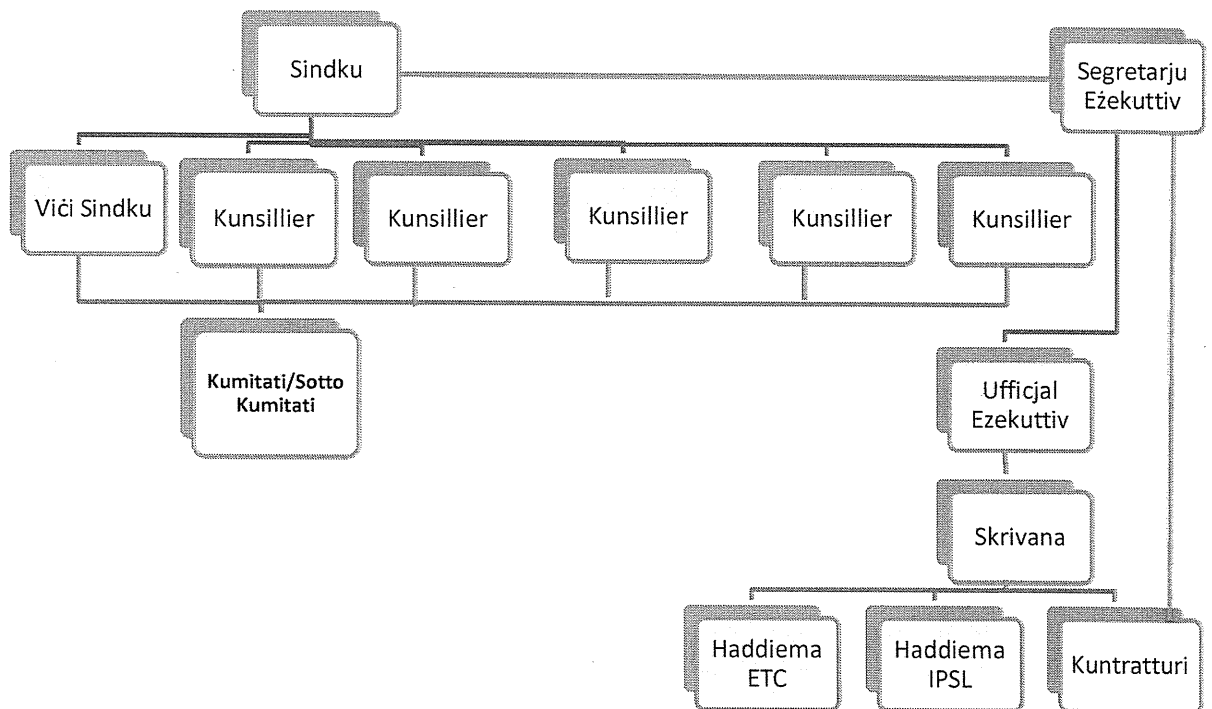 Sindku
Segretarju
Eżekuttiv
Viċi Sindku
Kunsillier
Kunsillier
Kunsillier
Kunsillier
Kunsillier
Kumitati/Sotto
Kumitati
Ufficjal
Ezekuttiv
Skrivana
Haddiema
ETC
Haddiema
IPSL
Kuntratturi